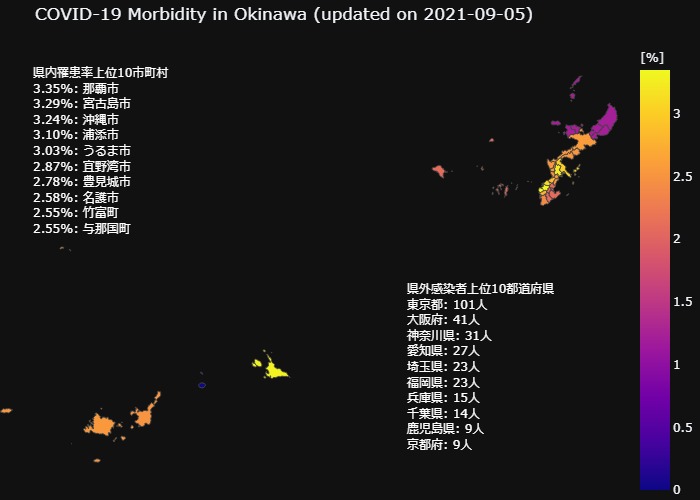 COVID-19 Morbidity in Okinawa (updated on 2021-09-05)
県内罹患率上位10市町村
3.35%: 那覇市
3.29%: 宮古島市
3.24%: 沖縄市
3.10%: 浦添市
3.03%: うるま市
2.87%: 宜野湾市
2.78%: 豊見城市
2.58%: 名護市
2.55%: 竹富町
2.55%: 与那国町
県外感染者上位10都道府県
東京都: 101人
大阪府: 41人
神奈川県: 31人
愛知県: 27人
埼玉県: 23人
福岡県: 23人
兵庫県: 15人
千葉県: 14人
鹿児島県: 9人
京都府: 9人
[%]
3
2.5
2
1.5
1
0.5
0